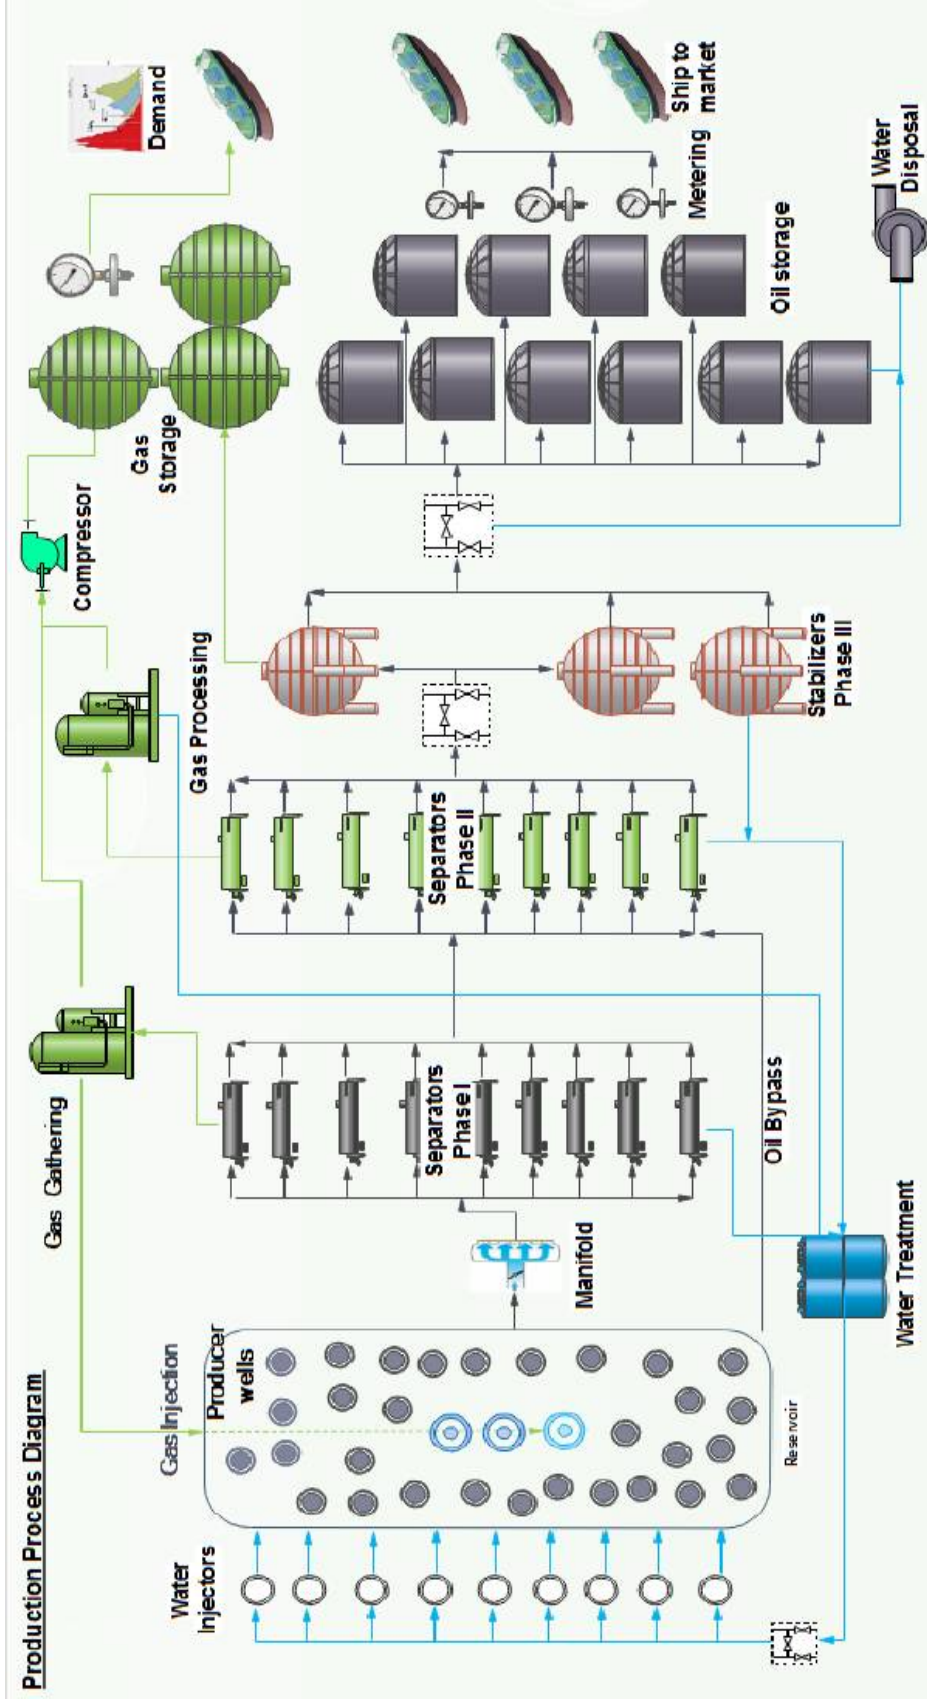 Production Process Diagram
Gas Gathering
Gas Processing
Compressor
Gas
Storage
Demand
Gas Injection
Producer
wells
Water
Injectors
Manifold
Separators
Phase I
Separators
Phase II
Stabilizers
Phase III
Oil storage
Metering
Ship to
market
Reservoir
Oil Bypass
Water Treatment
Water
Disposal